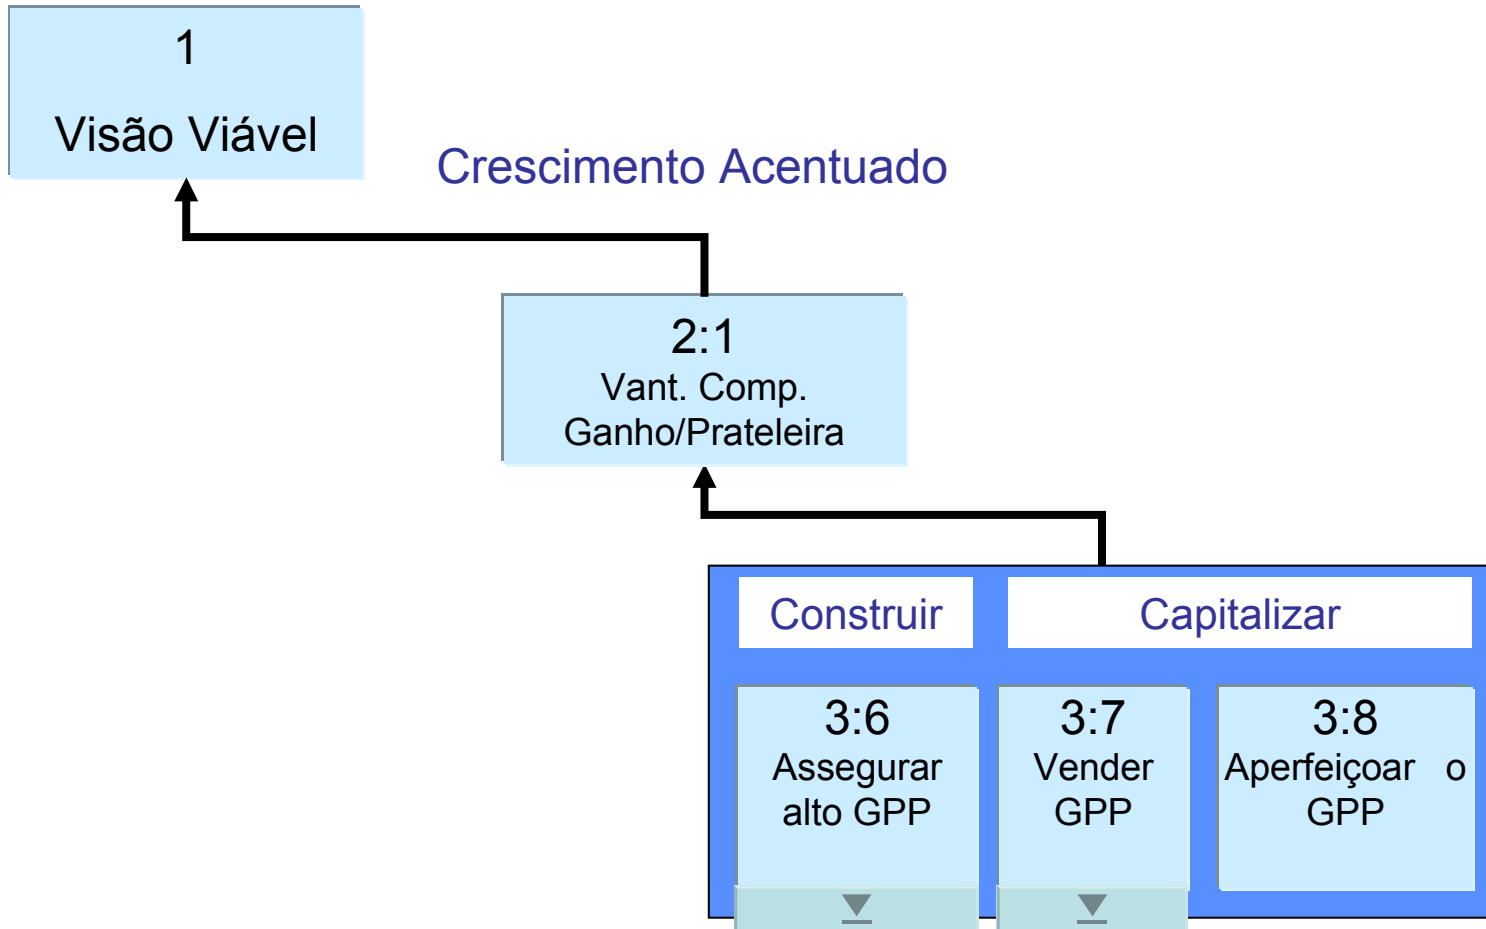 1
Visão Viável
Crescimento Acentuado
2:1
Vant. Comp.
Ganho/Prateleira
Construir
Capitalizar
3:6
Assegurar
alto GPP
3:7
Vender
GPP
3:8
Aperfeiçoar o
GPP